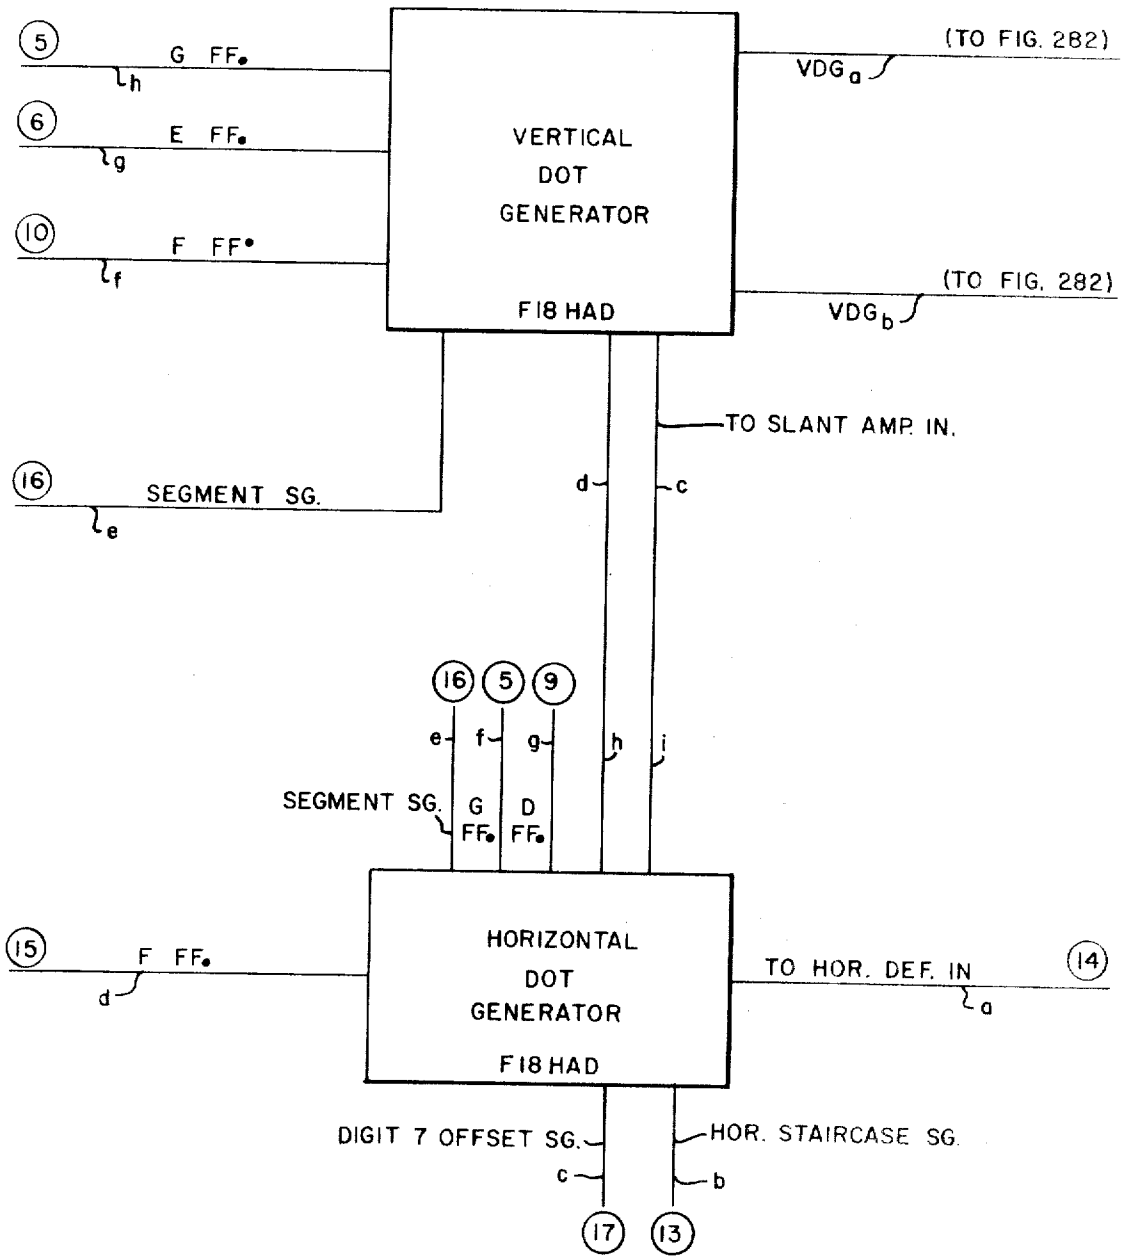 5
G FF•
h
6
E FF•
g
10
F FF•
f
VERTICAL
DOT
GENERATOR
F18 HAD
(TO FIG. 282)
VDGa
(TO FIG. 282)
VDGb
TO SLANT AMP. IN.
d
c
16
SEGMENT SG.
e
16
5
9
e
f
g
h
i
SEGMENT SG.
G
FF•
D
FF•
15
F FF•
d
HORIZONTAL
DOT
GENERATOR
F18 HAD
TO HOR. DEF. IN
14
a
DIGIT 7 OFFSET SG.
HOR. STAIRCASE SG.
c
b
17
13